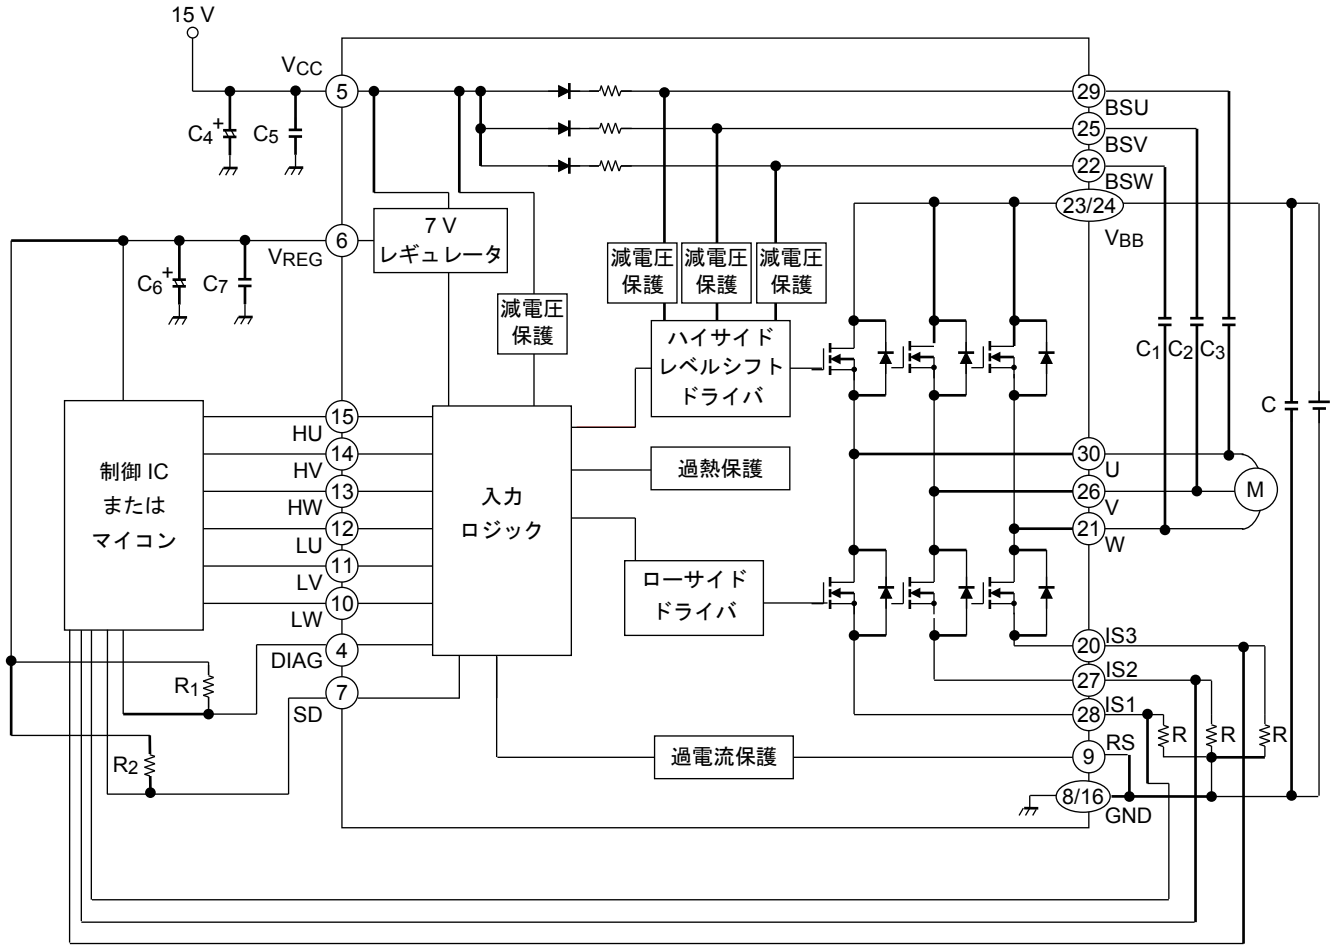 15 V
VCC
5
C4
+
C5
29
BSU
25
BSV
22
BSW
23/24
VBB
7 V
レギュレータ
6
VREG
C6
+
C7
減電圧
保護
減電圧
保護
減電圧
保護
減電圧
保護
ハイサイド
レベルシフト
ドライバ
C1
C2
C3
C
制御 IC
または
マイコン
15
HU
14
HV
13
HW
12
LU
11
LV
10
LW
4
DIAG
7
SD
入力
ロジック
過熱保護
ローサイド
ドライバ
30
U
26
V
21
W
M
20
IS3
27
IS2
28
IS1
9
RS
8/16
GND
R
R
R
R1
R2
過電流保護